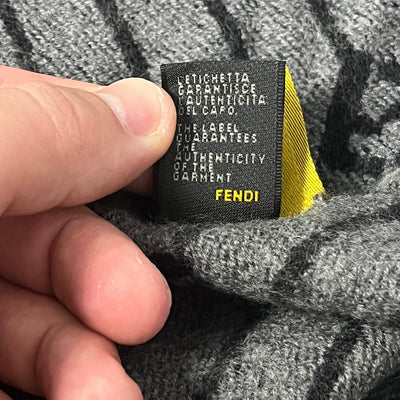 L'ETICHETTA
GARANTISCE
L'AUTENTICITA
DEL CAPO.
THE LABEL
GUARANTEES
THE
AUTHENTICITY
OF THE
GARMENT
FENDI